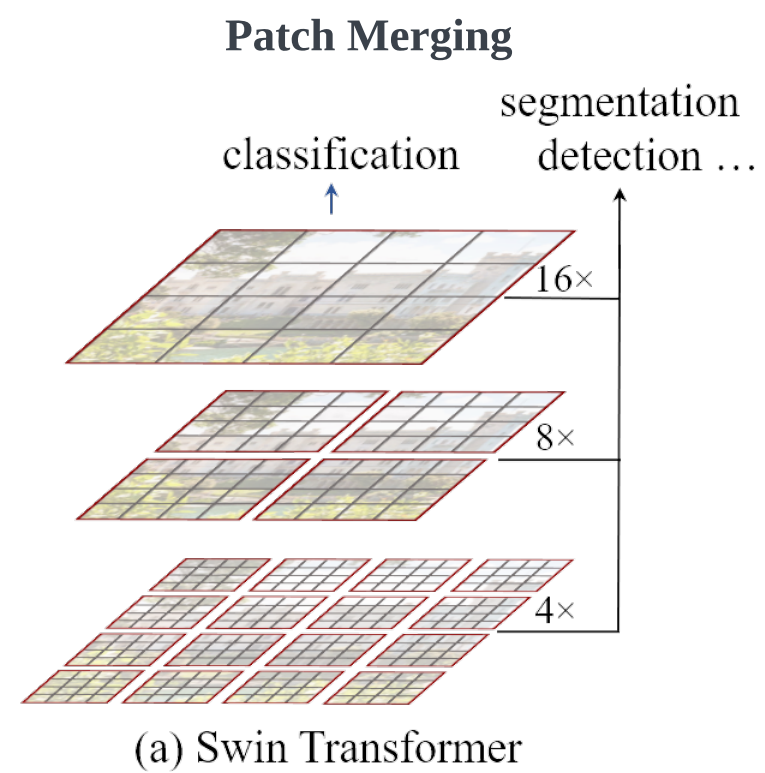 Patch Merging
segmentation
classification
detection …
16×
8×
4×
(a) Swin Transformer